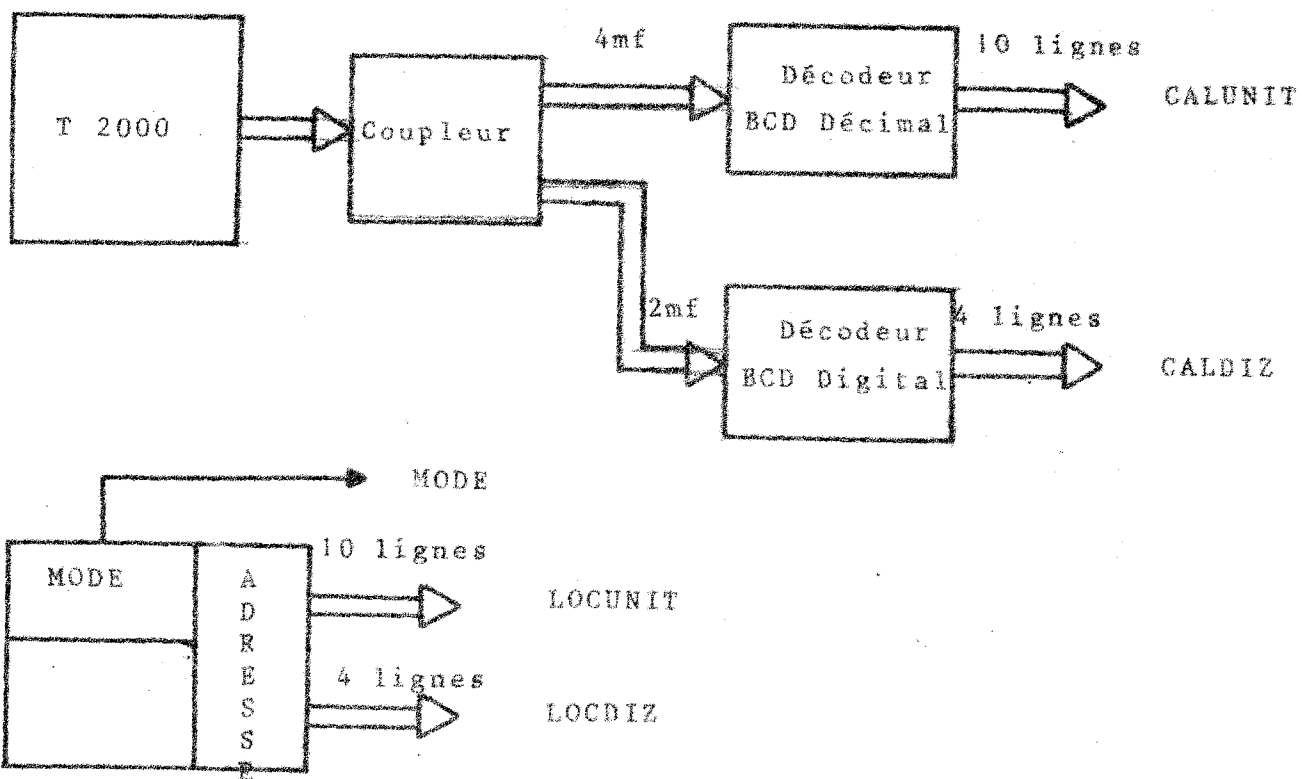 T 2000
Coupleur
4mf
Décodeur
BCD Décimal
10 lignes
CALUNIT
2mf
Décodeur
BCD Digital
4 lignes
CALDIZ
MODE
MODE
ADRESSE
10 lignes
LOCUNIT
4 lignes
LOCDIZ